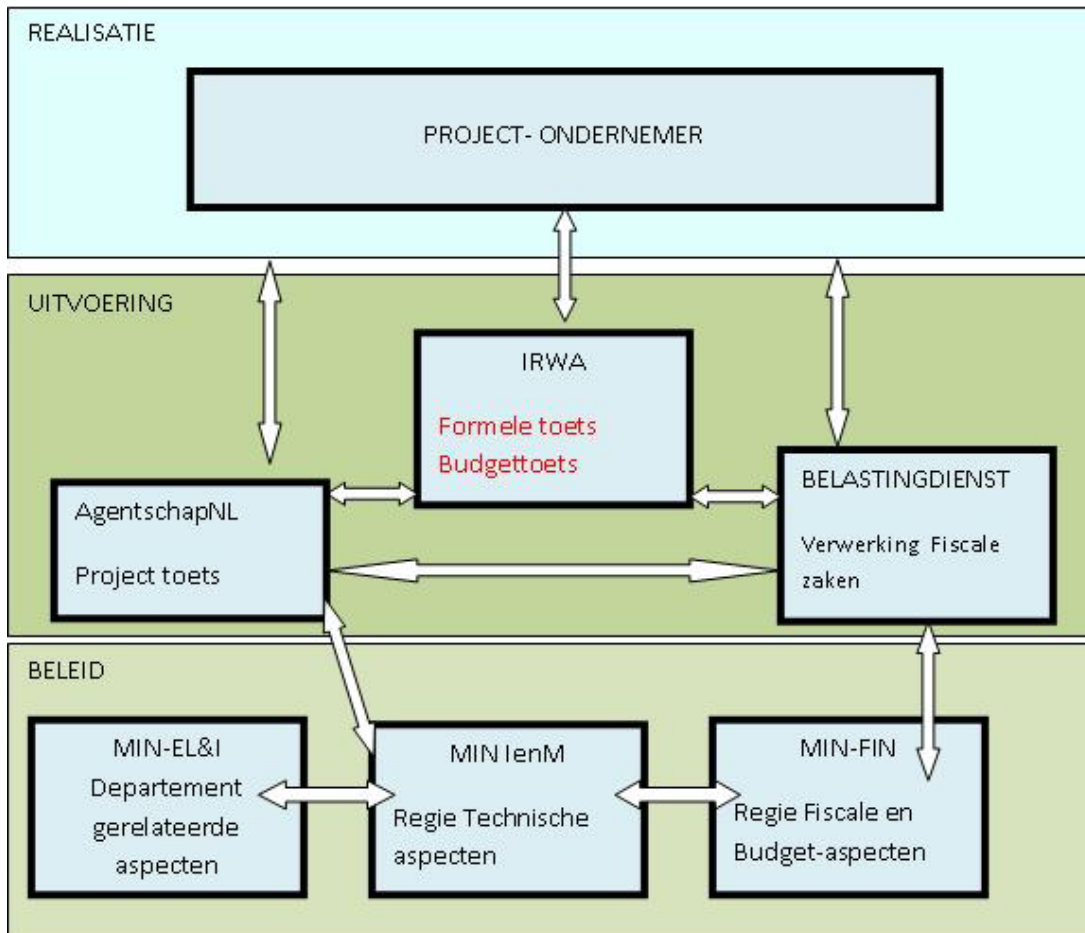 REALISATIE
PROJECT- ONDERNEMER
UITVOERING
IRWA
Formele toets
Budgettoets
AgentschapNL
Project toets
BELASTINGDIENST
Verwerking Fiscale
zaken
BELEID
MIN-EL&I
Departement
gerelateerde
aspecten
MIN IenM
Regie Technische
aspecten
MIN-FIN
Regie Fiscale en
Budget-aspecten